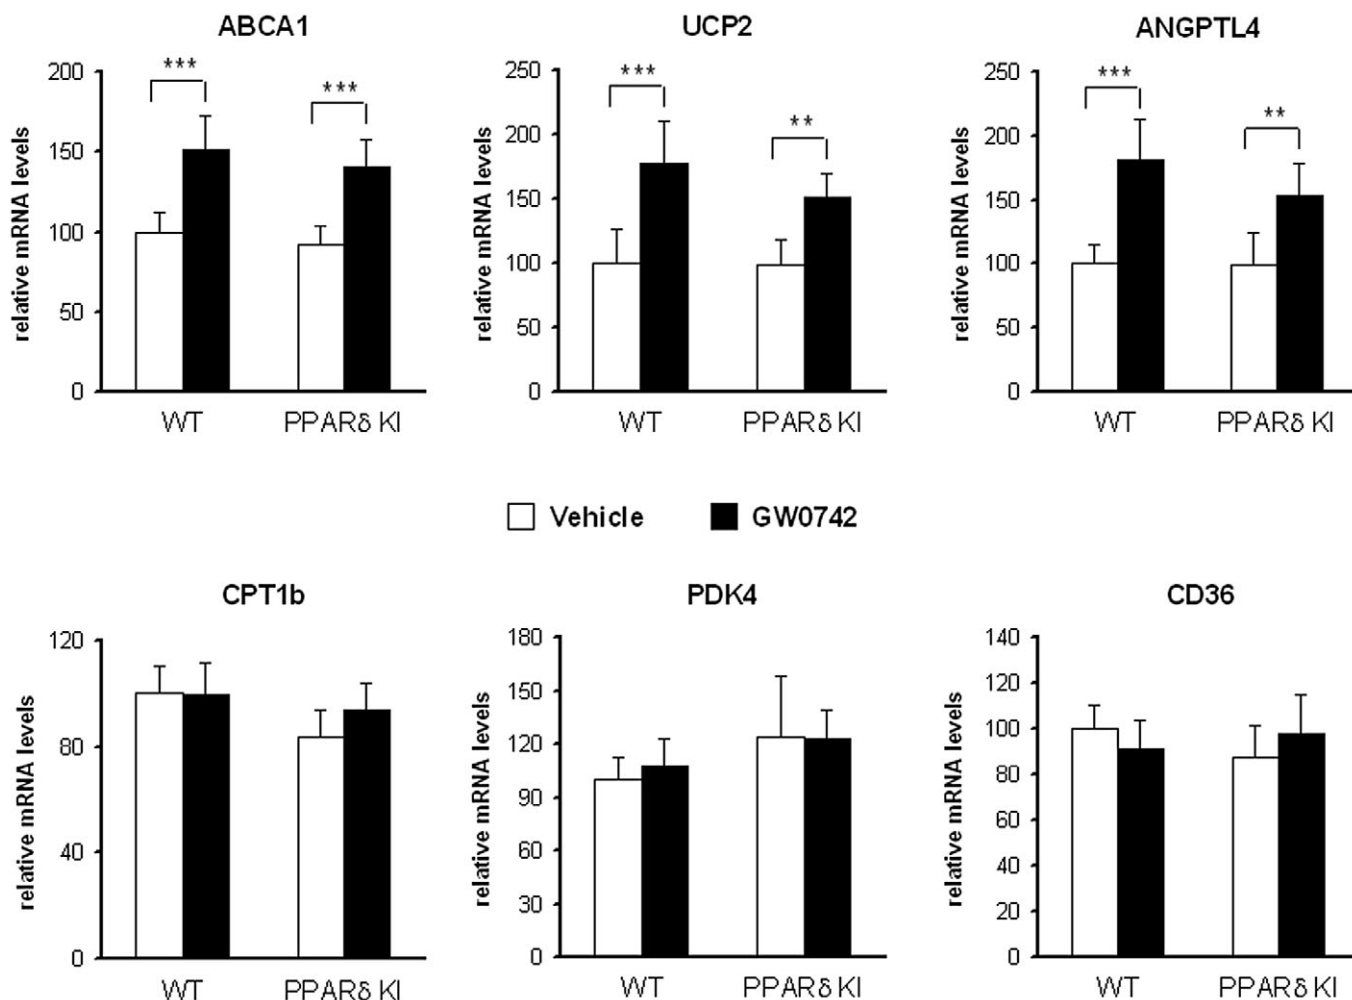 ABCA1
relative mRNA levels
200
150
100
50
0
***
***
WT
PPARδ KI
UCP2
relative mRNA levels
250
200
150
100
50
0
***
**
WT
PPARδ KI
ANGPTL4
relative mRNA levels
250
200
150
100
50
0
***
**
WT
PPARδ KI
Vehicle
GW0742
CPT1b
relative mRNA levels
120
80
40
0
WT
PPARδ KI
PDK4
relative mRNA levels
180
150
120
90
60
30
0
WT
PPARδ KI
CD36
relative mRNA levels
140
120
100
80
60
40
20
0
WT
PPARδ KI